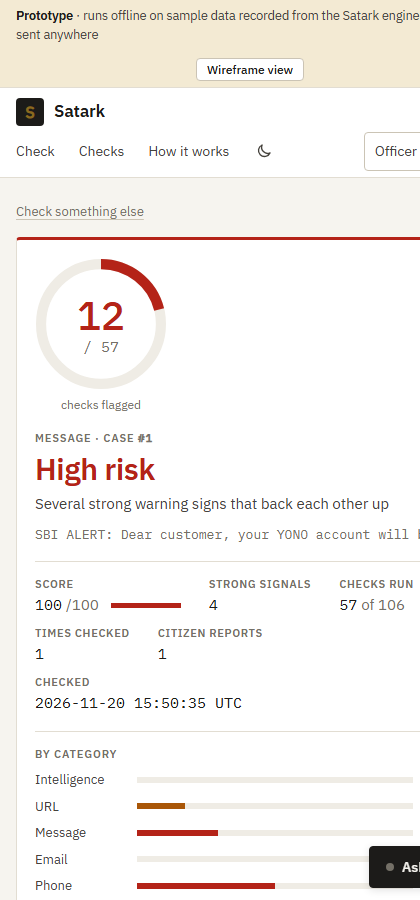 Prototype · runs offline on sample data recorded from the Satark engine
sent anywhere
Wireframe view
S Satark
Check Checks How it works Officer
Check something else
12
/ 57
checks flagged
MESSAGE · CASE #1
High risk
Several strong warning signs that back each other up
SBI ALERT: Dear customer, your YONO account will
SCORE STRONG SIGNALS CHECKS RUN
100 /100 4 57 of 106
TIMES CHECKED CITIZEN REPORTS
1 1
CHECKED
2026-11-20 15:50:35 UTC
BY CATEGORY
Intelligence
URL
Message
Email
Phone